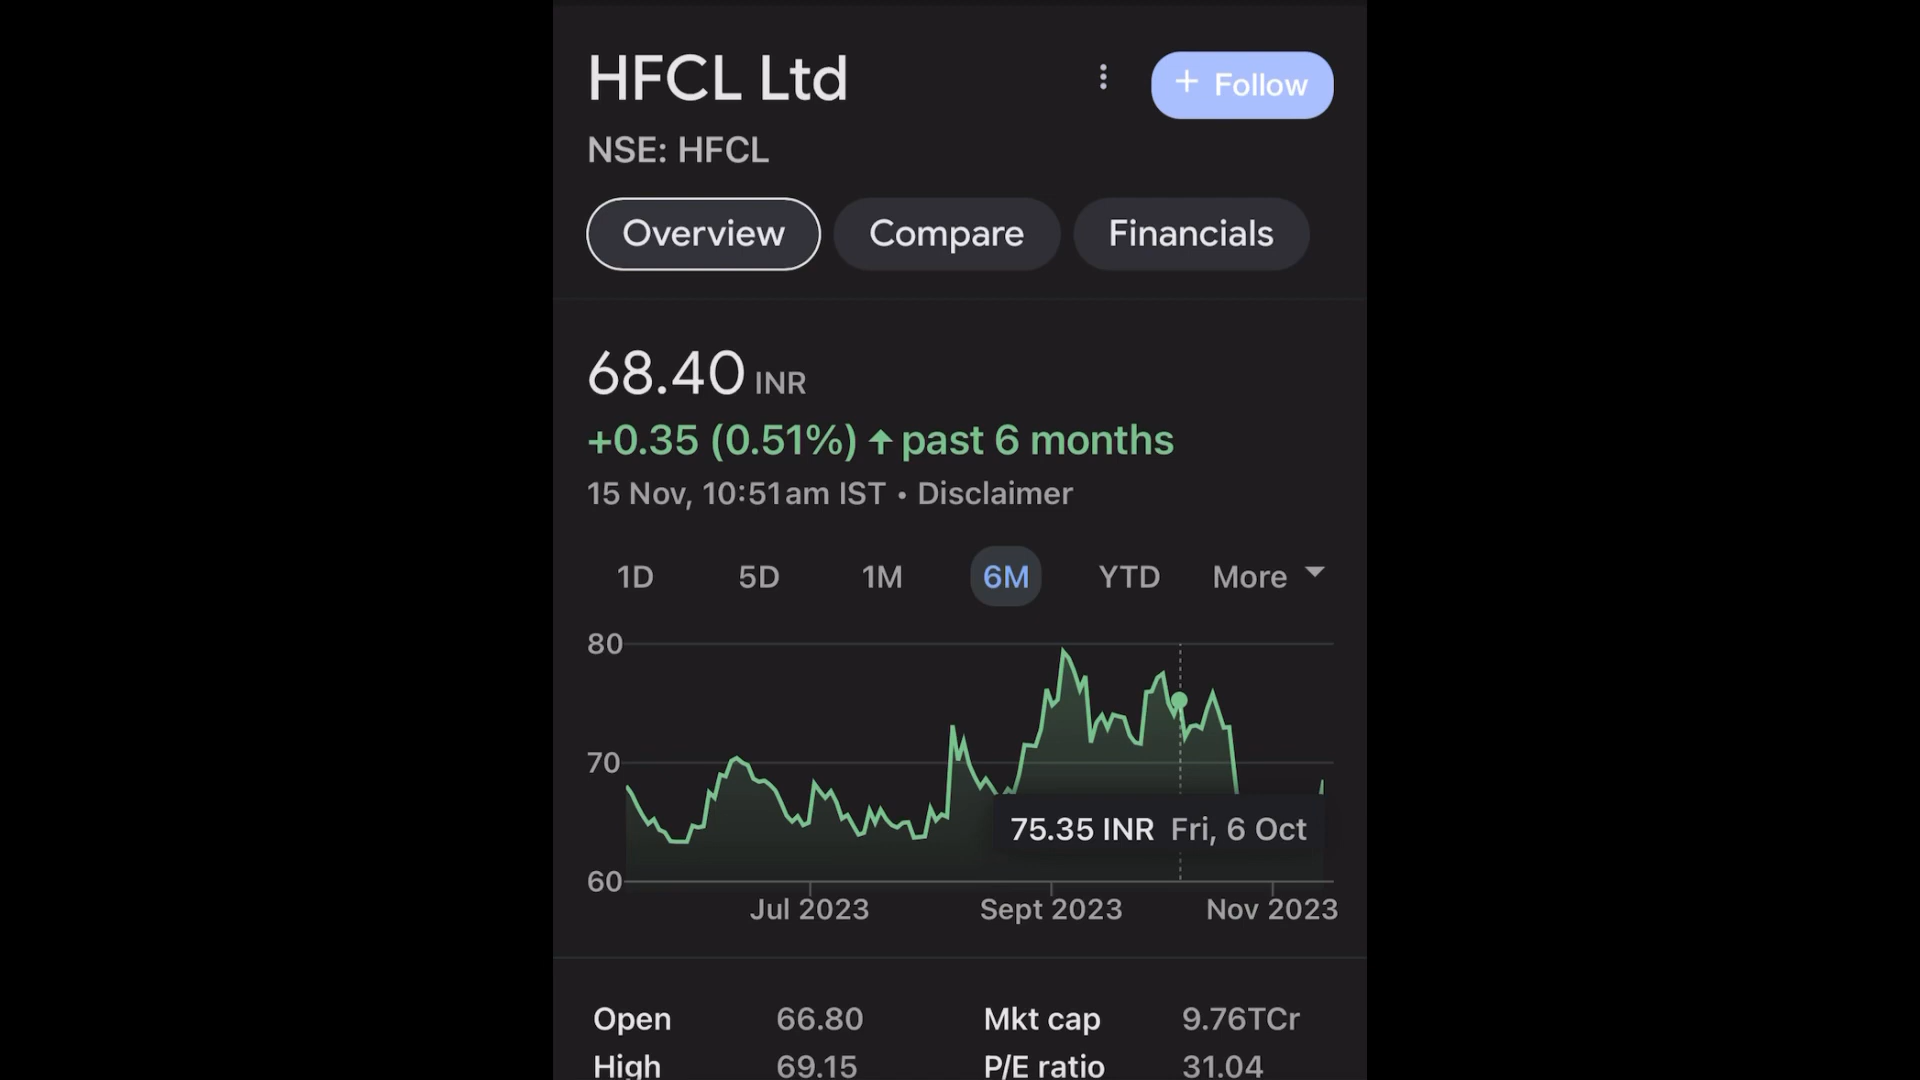 HFCL Ltd
+ Follow
NSE: HFCL
Overview Compare Financials
68.40 INR
+0.35 (0.51%) ↑ past 6 months
15 Nov, 10:51 am IST • Disclaimer
1D 5D 1M 6M YTD More
80
70
75.35 INR Fri, 6 Oct
60
Jul 2023 Sept 2023 Nov 2023
Open 66.80 Mkt cap 9.76TCr
High 69.15 P/E ratio 31.04